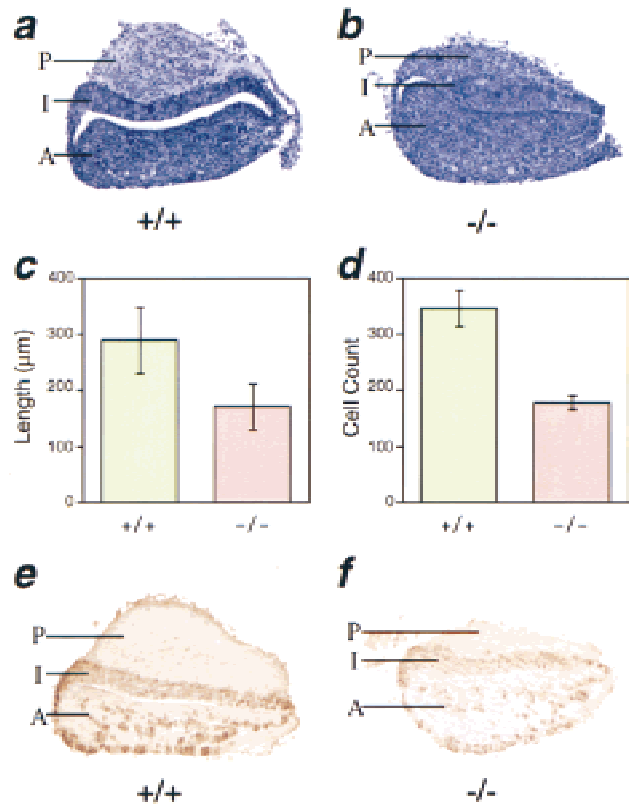 a
b
P
I
A
P
I
A
+/+
-/-
c
d
Length (µm)
400
300
200
100
0
+/+
-/-
Cell Count
400
300
200
100
0
+/+
-/-
e
f
P
I
A
P
I
A
+/+
-/-